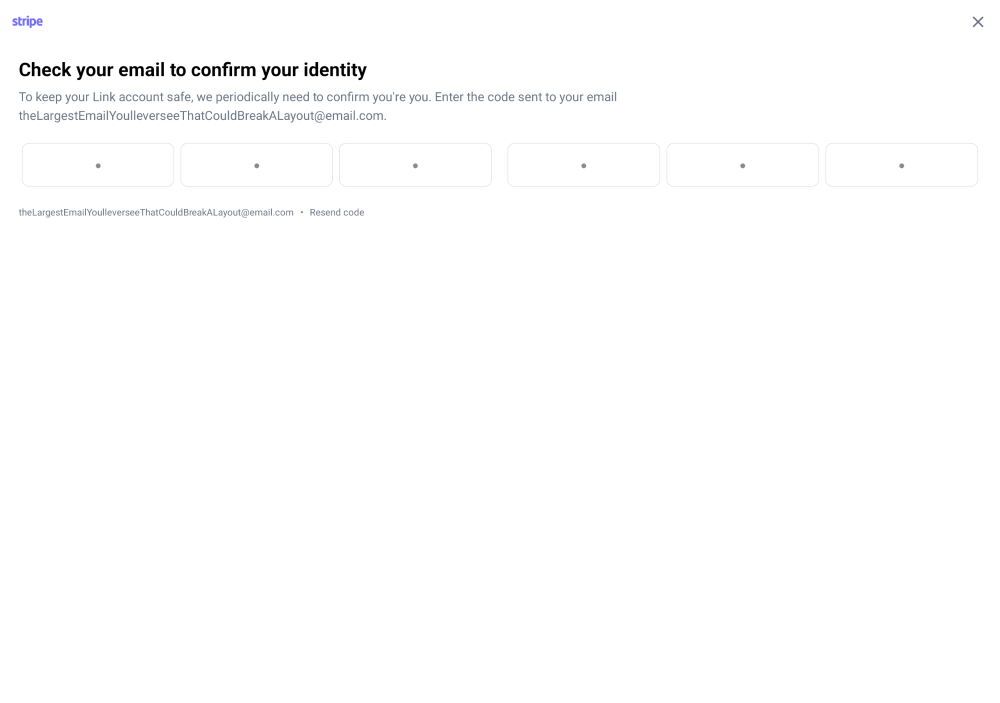 stripe
Check your email to confirm your identity
To keep your Link account safe, we periodically need to confirm you're you. Enter the code sent to your email
theLargestEmailYoulleverseeThatCouldBreakALayout@email.com.
theLargestEmailYoulleverseeThatCouldBreakALayout@email.com • Resend code